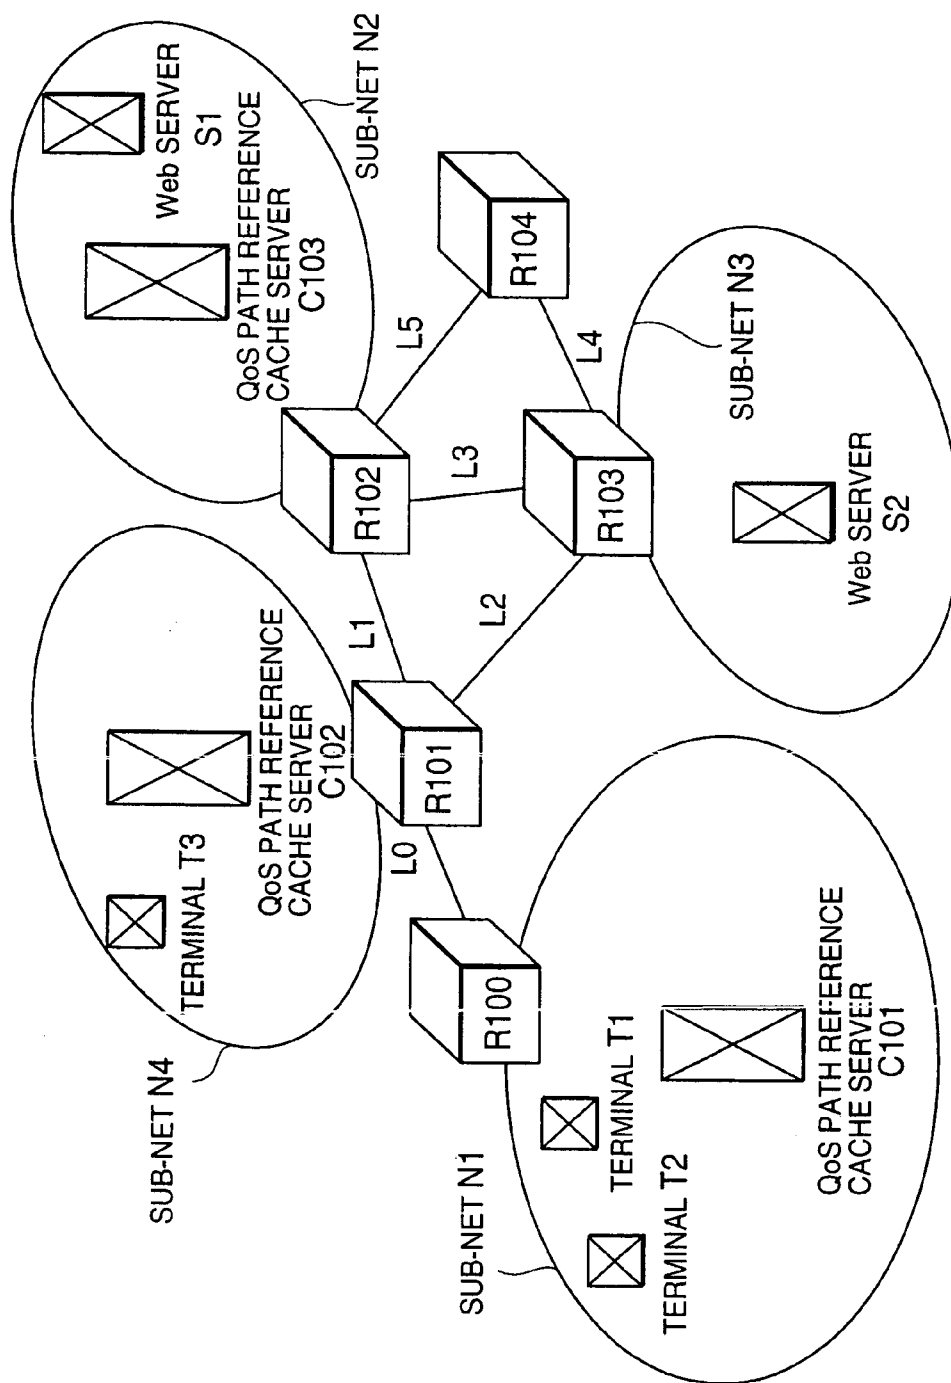 SUB-NET N4
TERMINAL T3
QoS PATH REFERENCE
CACHE SERVER
C102
Web SERVER
S1
QoS PATH REFERENCE
CACHE SERVER
C103
SUB-NET N2
L0
R101
L1
R102
L5
R100
L2
L3
R104
L4
R103
SUB-NET N1
TERMINAL T1
TERMINAL T2
QoS PATH REFERENCE
CACHE SERVER
C101
SUB-NET N3
Web SERVER
S2